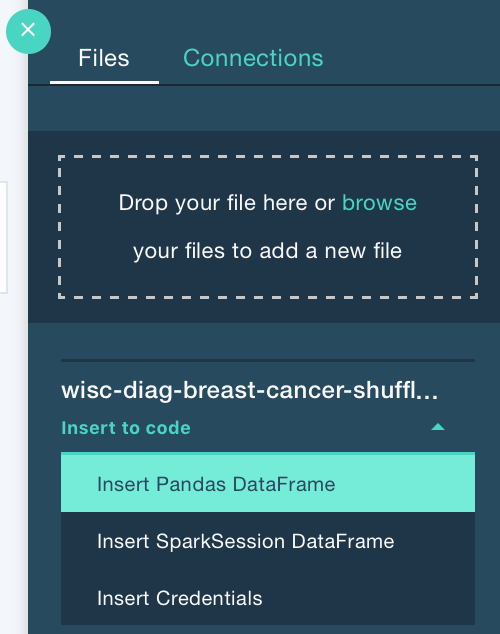 Files
Connections
Drop your file here or browse
your files to add a new file
wisc-diag-breast-cancer-shuffl...
Insert to code
Insert Pandas DataFrame
Insert SparkSession DataFrame
Insert Credentials